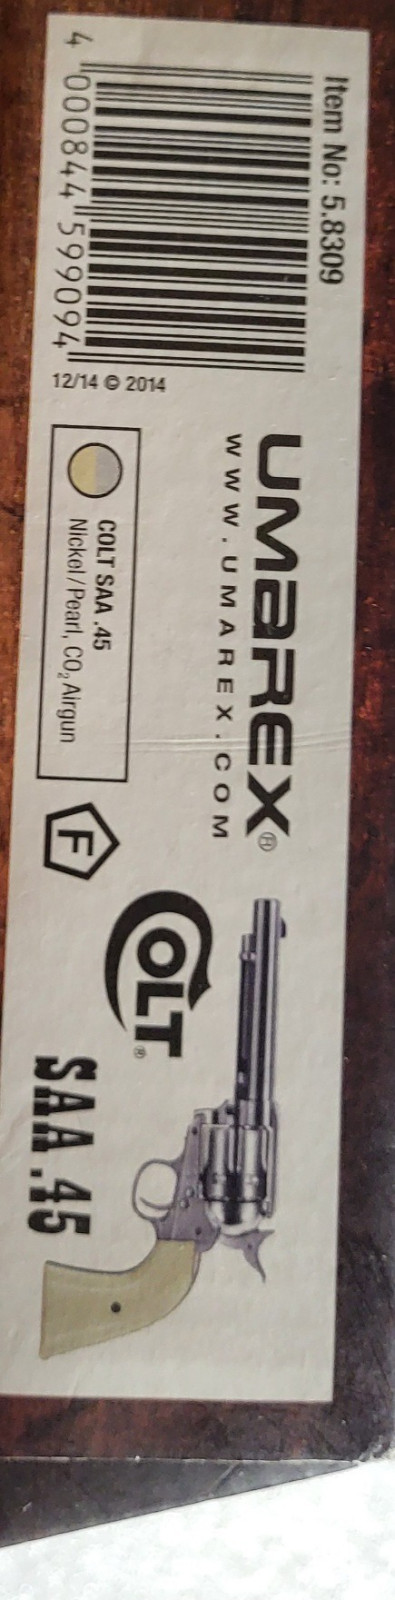 Item No: 5.8309
4 000844 599094
12/14 © 2014
UMAREX®
WWW.UMAREX.COM
COLT SAA .45
Nickel/Pearl, CO₂ Airgun
F
COLT®
SAA .45